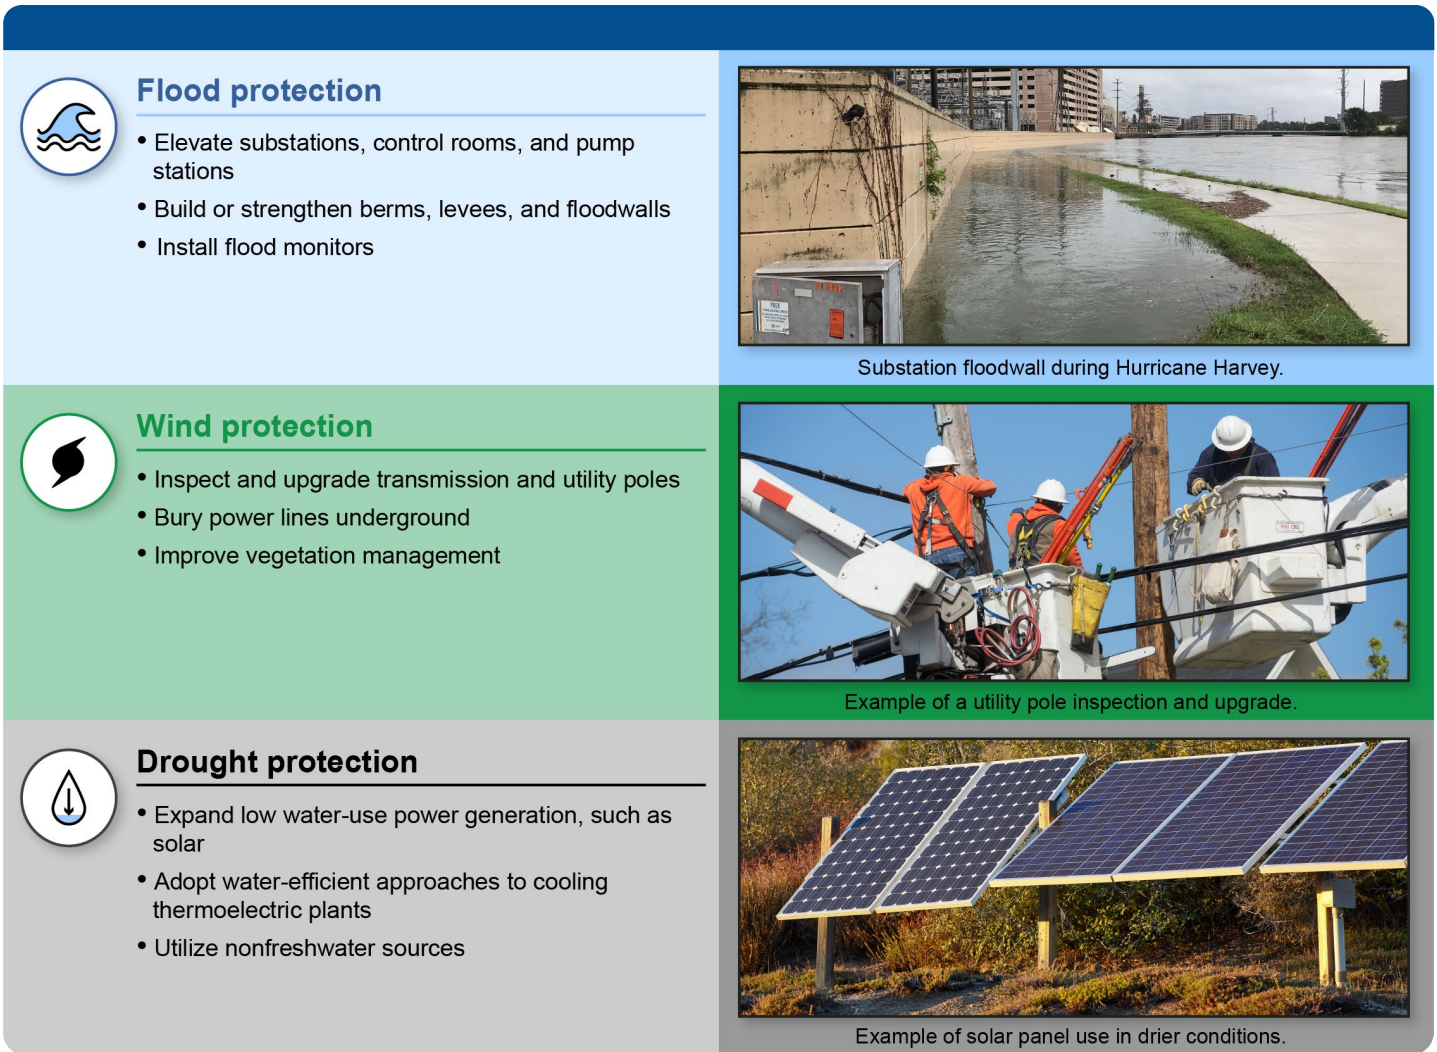 Flood protection
• Elevate substations, control rooms, and pump
stations
• Build or strengthen berms, levees, and floodwalls
• Install flood monitors
Substation floodwall during Hurricane Harvey.
Wind protection
• Inspect and upgrade transmission and utility poles
• Bury power lines underground
• Improve vegetation management
Example of a utility pole inspection and upgrade.
Drought protection
• Expand low water-use power generation, such as
solar
• Adopt water-efficient approaches to cooling
thermoelectric plants
• Utilize nonfreshwater sources
Example of solar panel use in drier conditions.